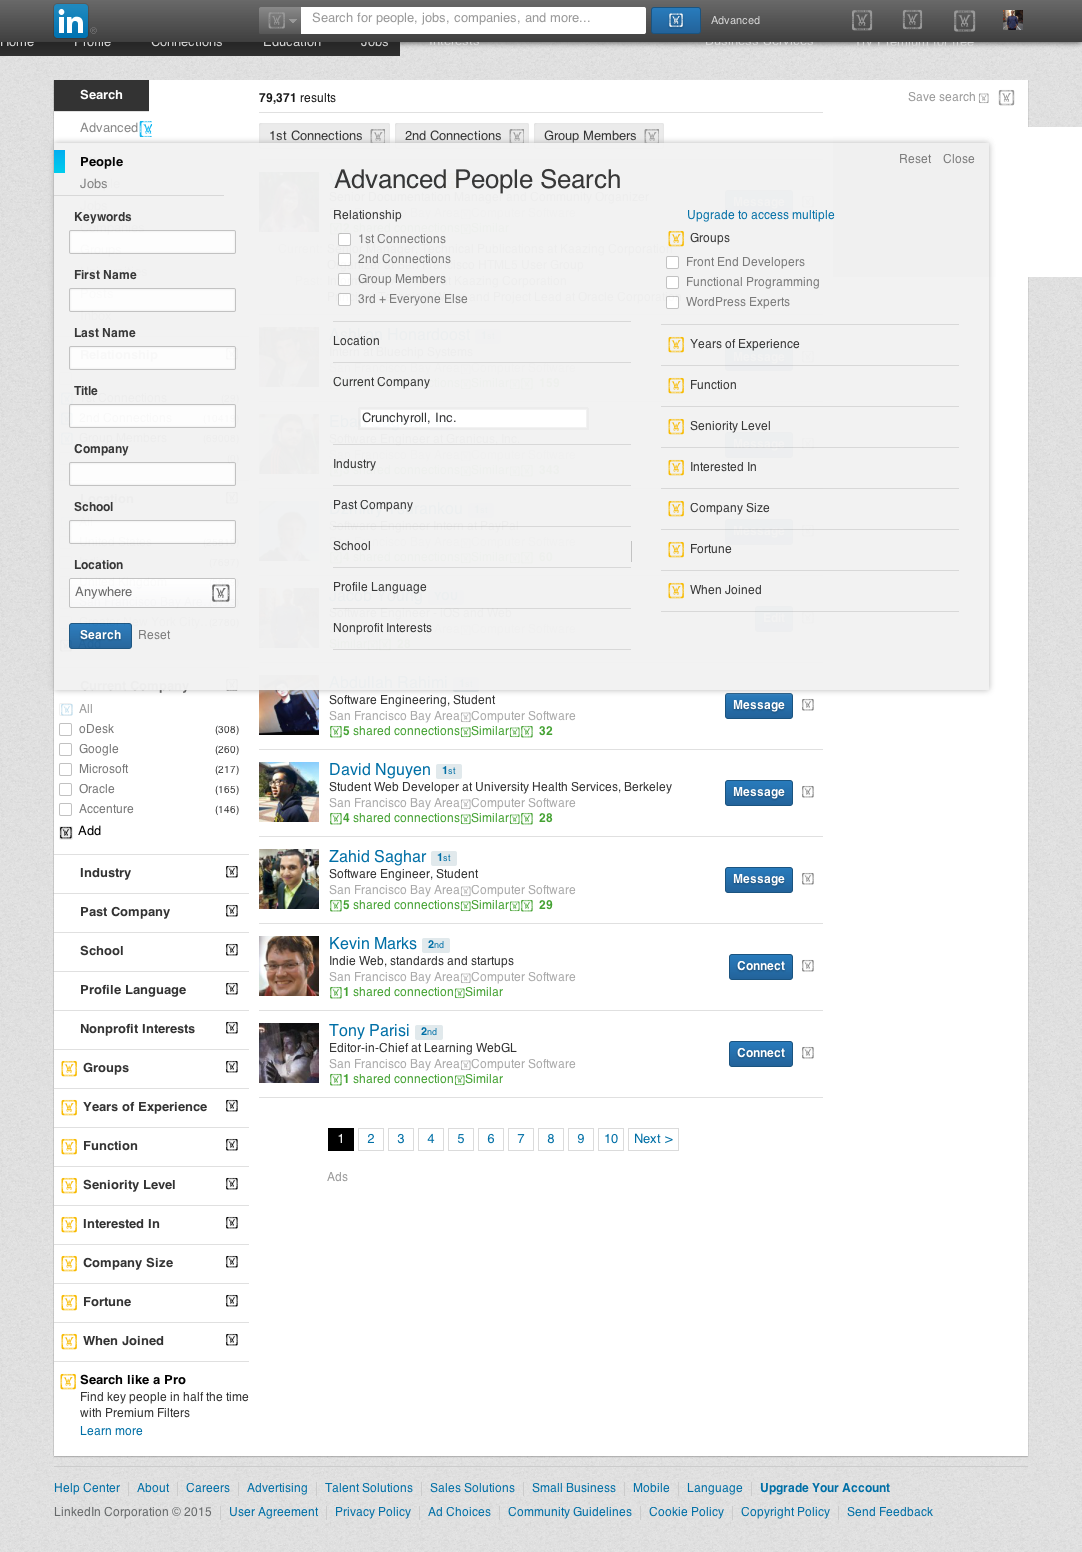 in
Search for people, jobs, companies, and more...
Advanced
Home Profile Connections Education Jobs Interests Business Services Try Premium for free
Search
79,371 results
Save search
Advanced
1st Connections 2nd Connections Group Members
People
Jobs
Reset Close
Advanced People Search
Keywords
First Name
Last Name
Title
Company
School
Location
Anywhere
Search Reset
Relationship
1st Connections
2nd Connections
Group Members
3rd + Everyone Else
Location
Current Company
Crunchyroll, Inc.
Industry
Past Company
School
Profile Language
Nonprofit Interests
Upgrade to access multiple
Groups
Front End Developers
Functional Programming
WordPress Experts
Years of Experience
Function
Seniority Level
Interested In
Company Size
Fortune
When Joined
Current Company
All
oDesk (308)
Google (260)
Microsoft (217)
Oracle (165)
Accenture (146)
Add
Industry
Past Company
School
Profile Language
Nonprofit Interests
Groups
Years of Experience
Function
Seniority Level
Interested In
Company Size
Fortune
When Joined
Search like a Pro
Find key people in half the time
with Premium Filters
Learn more
Software Engineering, Student
San Francisco Bay Area Computer Software
5 shared connections Similar 32
Message
David Nguyen 1st
Student Web Developer at University Health Services, Berkeley
San Francisco Bay Area Computer Software
4 shared connections Similar 28
Message
Zahid Saghar 1st
Software Engineer, Student
San Francisco Bay Area Computer Software
5 shared connections Similar 29
Message
Kevin Marks 2nd
Indie Web, standards and startups
San Francisco Bay Area Computer Software
1 shared connection Similar
Connect
Tony Parisi 2nd
Editor-in-Chief at Learning WebGL
San Francisco Bay Area Computer Software
1 shared connection Similar
Connect
1 2 3 4 5 6 7 8 9 10 Next >
Ads
Help Center About Careers Advertising Talent Solutions Sales Solutions Small Business Mobile Language Upgrade Your Account
LinkedIn Corporation © 2015 User Agreement Privacy Policy Ad Choices Community Guidelines Cookie Policy Copyright Policy Send Feedback